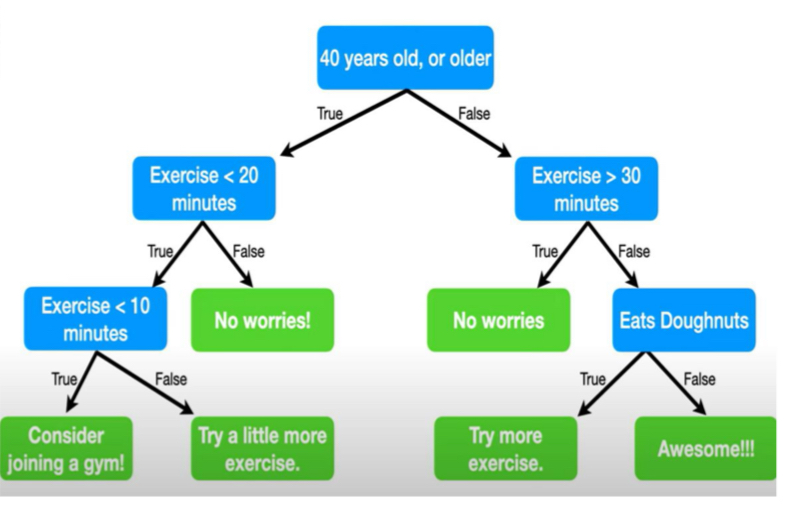 40 years old, or older
True
False
Exercise < 20
minutes
Exercise > 30
minutes
True
False
True
False
Exercise < 10
minutes
No worries!
No worries
Eats Doughnuts
True
False
True
False
Consider
joining a gym!
Try a little more
exercise.
Try more
exercise.
Awesome!!!